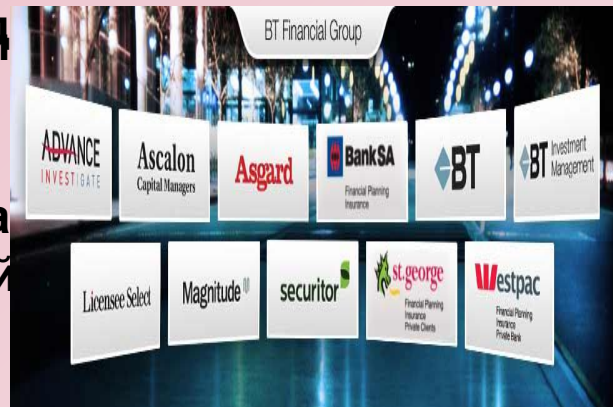 BT Financial Group
ADVANCE
INVESTIGATE
Ascalon
Capital Managers
Asgard
BankSA
Financial Planning
Insurance
BT
BT Investment
Management
Licensee Select
Magnitude
securitor
st.george
Financial Planning
Insurance
Private Clients
Westpac
Financial Planning
Insurance
Private Bank